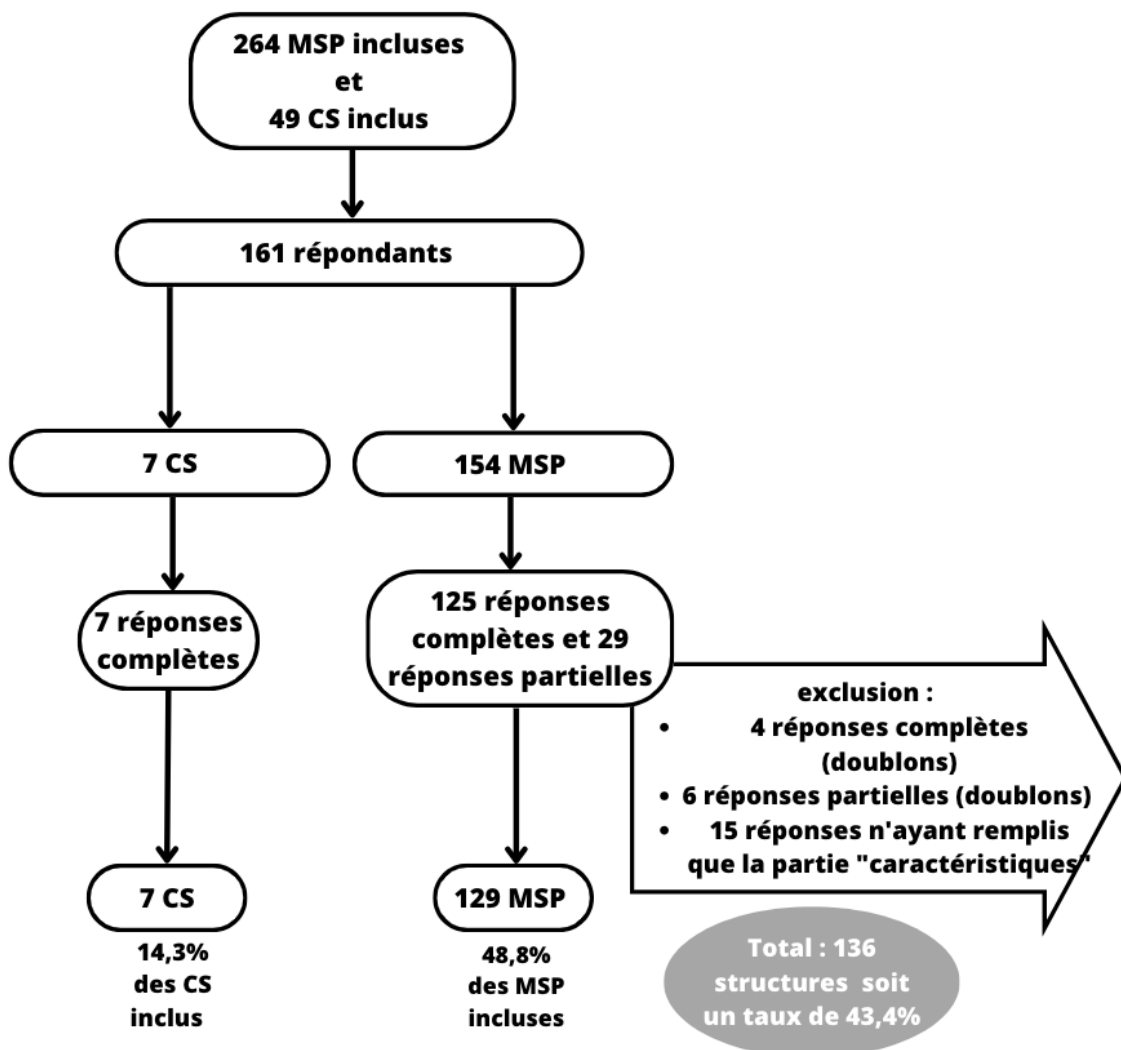 264 MSP incluses
et
49 CS inclus
161 répondants
7 CS
154 MSP
7 réponses
complètes
125 réponses
complètes et 29
réponses partielles
exclusion :
• 4 réponses complètes
(doublons)
• 6 réponses partielles (doublons)
• 15 réponses n'ayant remplis
que la partie "caractéristiques"
7 CS
129 MSP
14,3%
des CS
inclus
48,8%
des MSP
incluses
Total : 136
structures soit
un taux de 43,4%